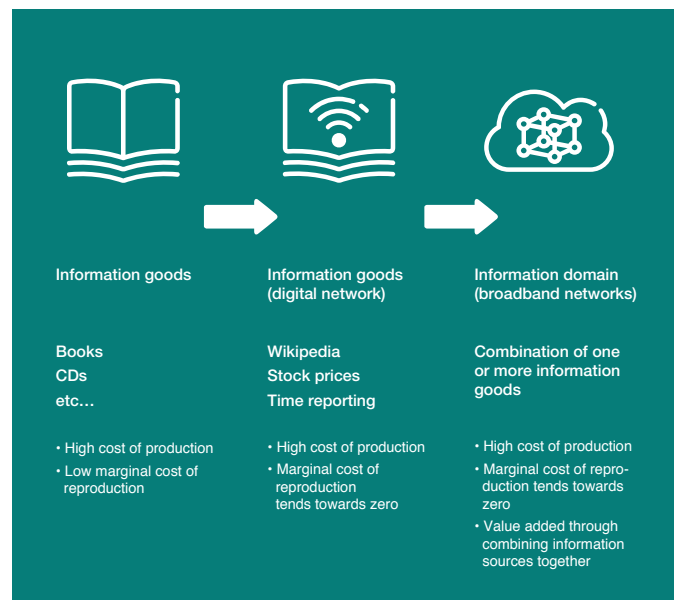 Information goods
Books
CDs
etc...
• High cost of production
• Low marginal cost of
reproduction
Information goods
(digital network)
Wikipedia
Stock prices
Time reporting
• High cost of production
• Marginal cost of
reproduction
tends towards zero
Information domain
(broadband networks)
Combination of one
or more information
goods
• High cost of production
• Marginal cost of repro-
duction tends towards
zero
• Value added through
combining information
sources together